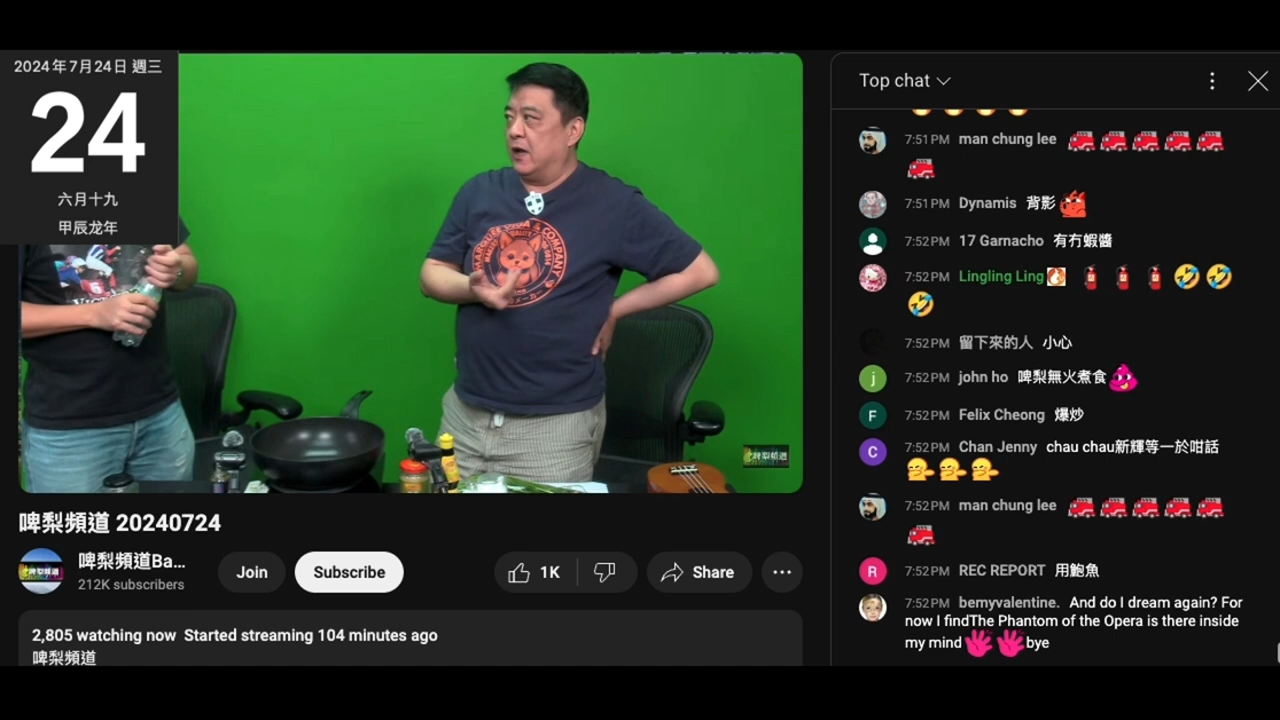 2024年7月24日 週三
24
六月十九
甲辰龙年
啤梨頻道
啤梨頻道 20240724
啤梨頻道Ba...
212K subscribers
Join
Subscribe
1K
Share
2,805 watching now Started streaming 104 minutes ago
啤梨頻道
Top chat
7:51 PM man chung lee
7:51 PM Dynamis 背影
7:52 PM 17 Garnacho 有冇蝦醬
7:52 PM Lingling Ling
7:52 PM 留下來的人 小心
j
7:52 PM john ho 啤梨無火煮食
F
7:52 PM Felix Cheong 爆炒
C
7:52 PM Chan Jenny chau chau新輝等一於咁話
7:52 PM man chung lee
R
7:52 PM REC REPORT 用鮑魚
7:52 PM bemyvalentine. And do I dream again? For
now I findThe Phantom of the Opera is there inside
my mind bye